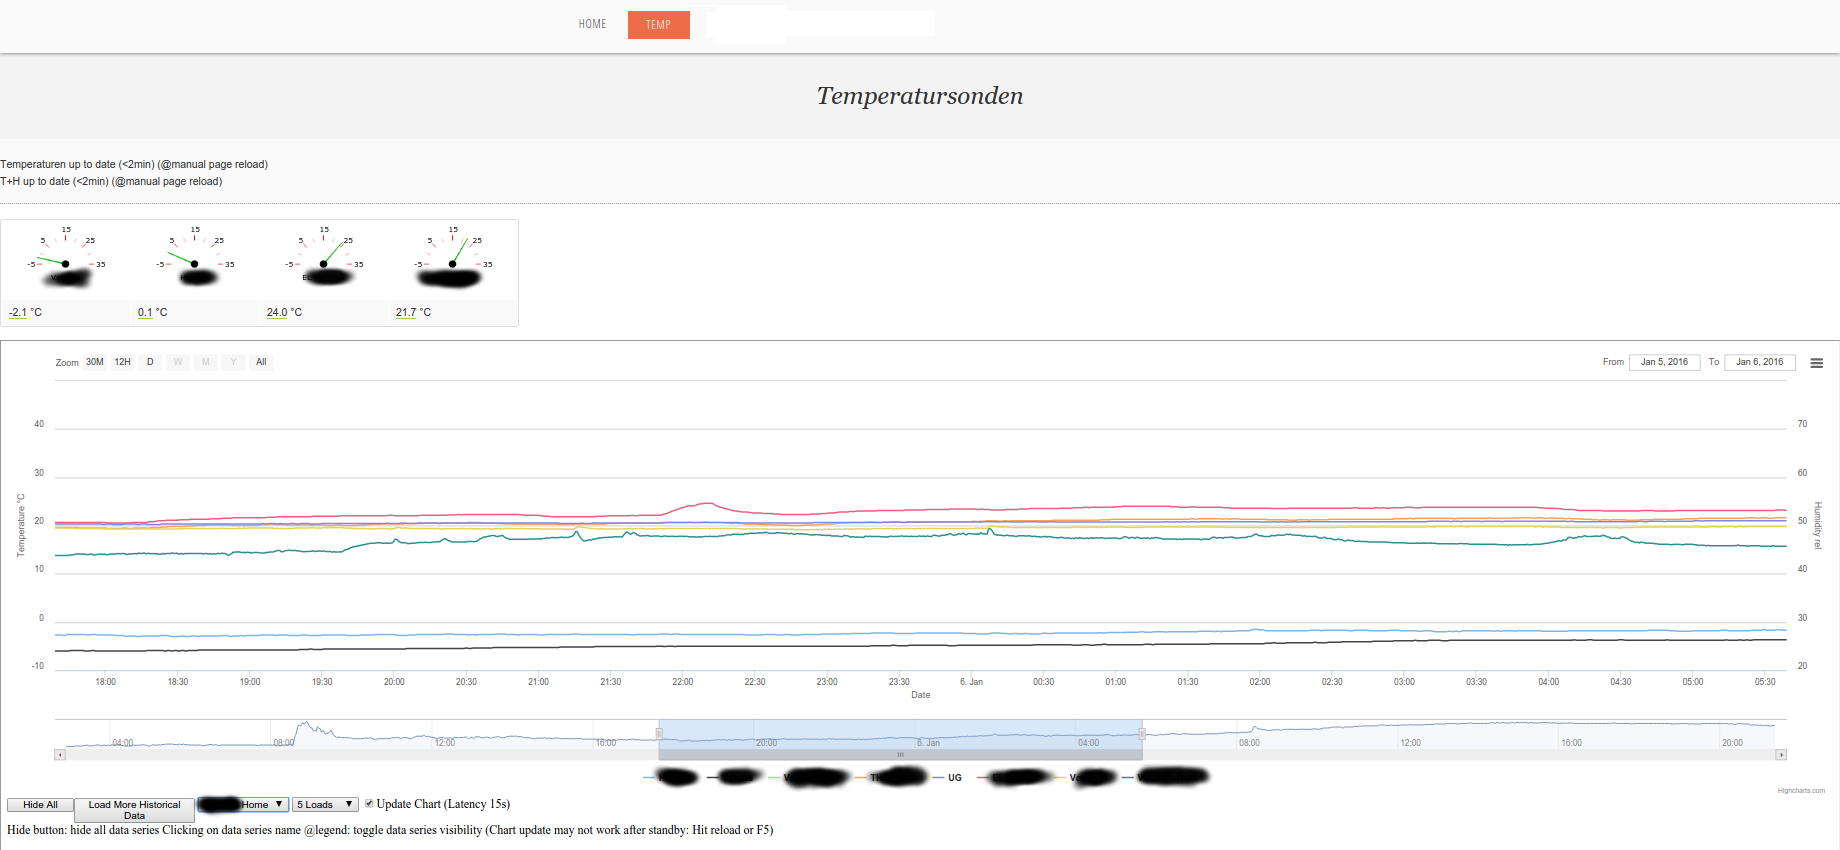 HOME TEMP
Temperatursonden
Temperaturen up to date (<2min) (@manual page reload)
T+H up to date (<2min) (@manual page reload)
-5 5 15 25 35 -5 5 15 25 35 -5 5 15 25 35 -5 5 15 25 35
-2.1 °C 0.1 °C 24.0 °C 21.7 °C
Zoom 30M 12H D W M Y All From Jan 5, 2016 To Jan 6, 2016
40 70
30 60
20 50
10 40
0 30
-10 20
Temperature °C
Humidity rel
18:00 18:30 19:00 19:30 20:00 20:30 21:00 21:30 22:00 22:30 23:00 23:30 6. Jan 00:30 01:00 01:30 02:00 02:30 03:00 03:30 04:00 04:30 05:00 05:30
Date
04:00 08:00 12:00 16:00 20:00 6. Jan 04:00 08:00 12:00 16:00 20:00
UG
Highcharts.com
Hide All Load More Historical Data Home 5 Loads Update Chart (Latency 15s)
Hide button: hide all data series Clicking on data series name @legend: toggle data series visibility (Chart update may not work after standby: Hit reload or F5)